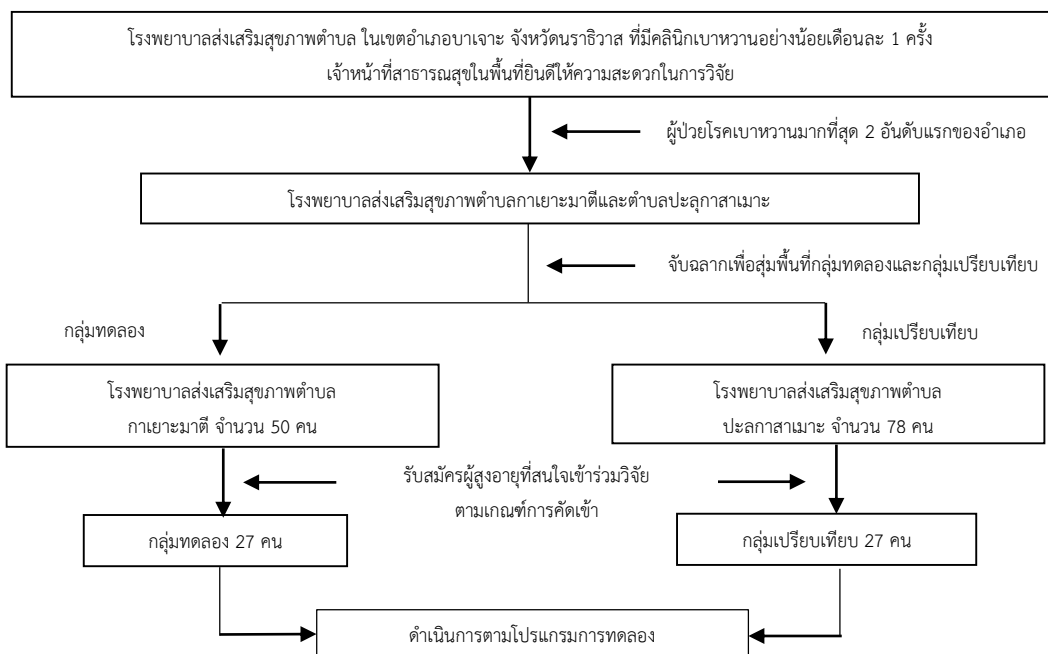 โรงพยาบาลส่งเสริมสุขภาพตำบล ในเขตอำเภอบาเจาะ จังหวัดนราธิวาส ที่มีคลินิกเบาหวานอย่างน้อยเดือนละ 1 ครั้ง
เจ้าหน้าที่สาธารณสุขในพื้นที่ยินดีให้ความสะดวกในการวิจัย
ผู้ป่วยโรคเบาหวานมากที่สุด 2 อันดับแรกของอำเภอ
โรงพยาบาลส่งเสริมสุขภาพตำบลกาเยาะมาตีและตำบลปะลุกาสาเมาะ
จับฉลากเพื่อสุ่มพื้นที่กลุ่มทดลองและกลุ่มเปรียบเทียบ
กลุ่มทดลอง
กลุ่มเปรียบเทียบ
โรงพยาบาลส่งเสริมสุขภาพตำบล
กาเยาะมาตี จำนวน 50 คน
โรงพยาบาลส่งเสริมสุขภาพตำบล
ปะลกาสาเมาะ จำนวน 78 คน
รับสมัครผู้สูงอายุที่สนใจเข้าร่วมวิจัย
ตามเกณฑ์การคัดเข้า
กลุ่มทดลอง 27 คน
กลุ่มเปรียบเทียบ 27 คน
ดำเนินการตามโปรแกรมการทดลอง